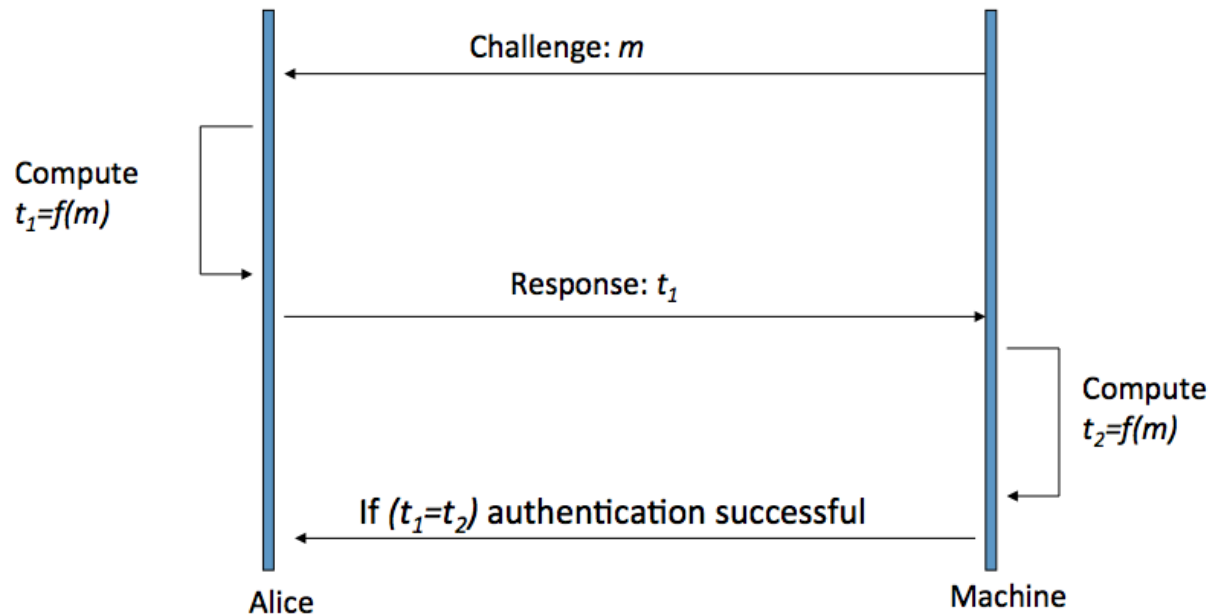 Challenge: m
Compute
t₁=f(m)
Response: t₁
Compute
t₂=f(m)
If (t₁=t₂) authentication successful
Alice
Machine